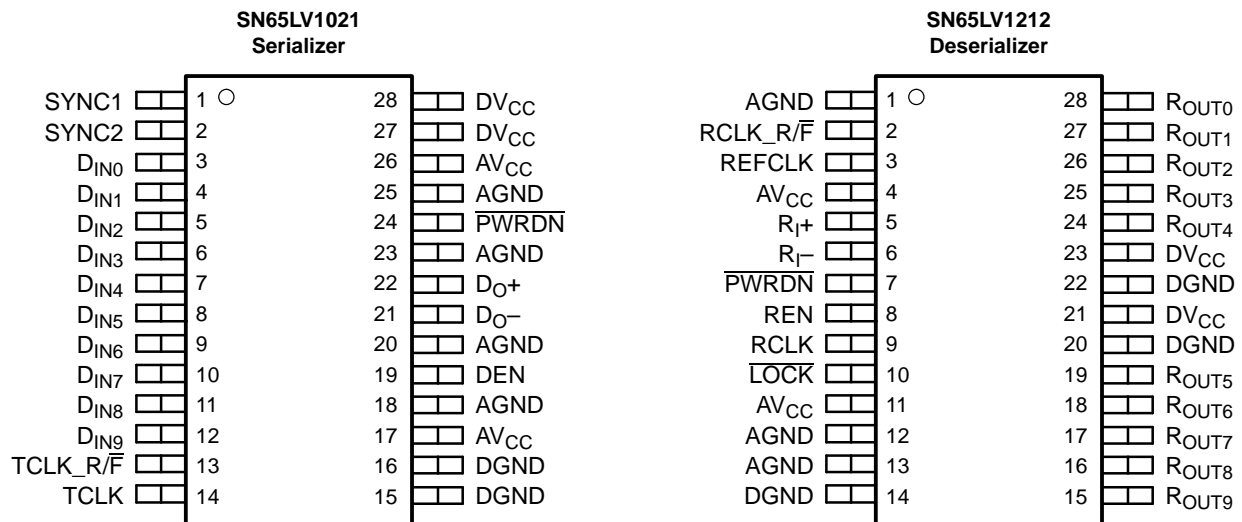 SN65LV1021
Serializer
SYNC1 1 28 DVCC
SYNC2 2 27 DVCC
DIN0 3 26 AVCC
DIN1 4 25 AGND
DIN2 5 24 PWRDN
DIN3 6 23 AGND
DIN4 7 22 DO+
DIN5 8 21 DO–
DIN6 9 20 AGND
DIN7 10 19 DEN
DIN8 11 18 AGND
DIN9 12 17 AVCC
TCLK_R/F 13 16 DGND
TCLK 14 15 DGND
SN65LV1212
Deserializer
AGND 1 28 ROUT0
RCLK_R/F 2 27 ROUT1
REFCLK 3 26 ROUT2
AVCC 4 25 ROUT3
RI+ 5 24 ROUT4
RI– 6 23 DVCC
PWRDN 7 22 DGND
REN 8 21 DVCC
RCLK 9 20 DGND
LOCK 10 19 ROUT5
AVCC 11 18 ROUT6
AGND 12 17 ROUT7
AGND 13 16 ROUT8
DGND 14 15 ROUT9